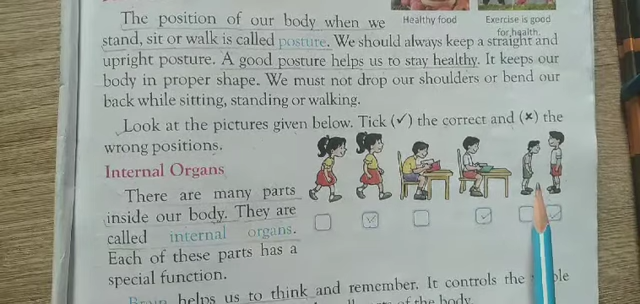 Healthy food
Exercise is good
for health.
The position of our body when we
stand, sit or walk is called posture. We should always keep a straight and
upright posture. A good posture helps us to stay healthy. It keeps our
body in proper shape. We must not drop our shoulders or bend our
back while sitting, standing or walking.
Look at the pictures given below. Tick (✓) the correct and (×) the
wrong positions.
Internal Organs
There are many parts
inside our body. They are
called internal organs.
Each of these parts has a
special function.
Brain helps us to think and remember. It controls the
of the body.